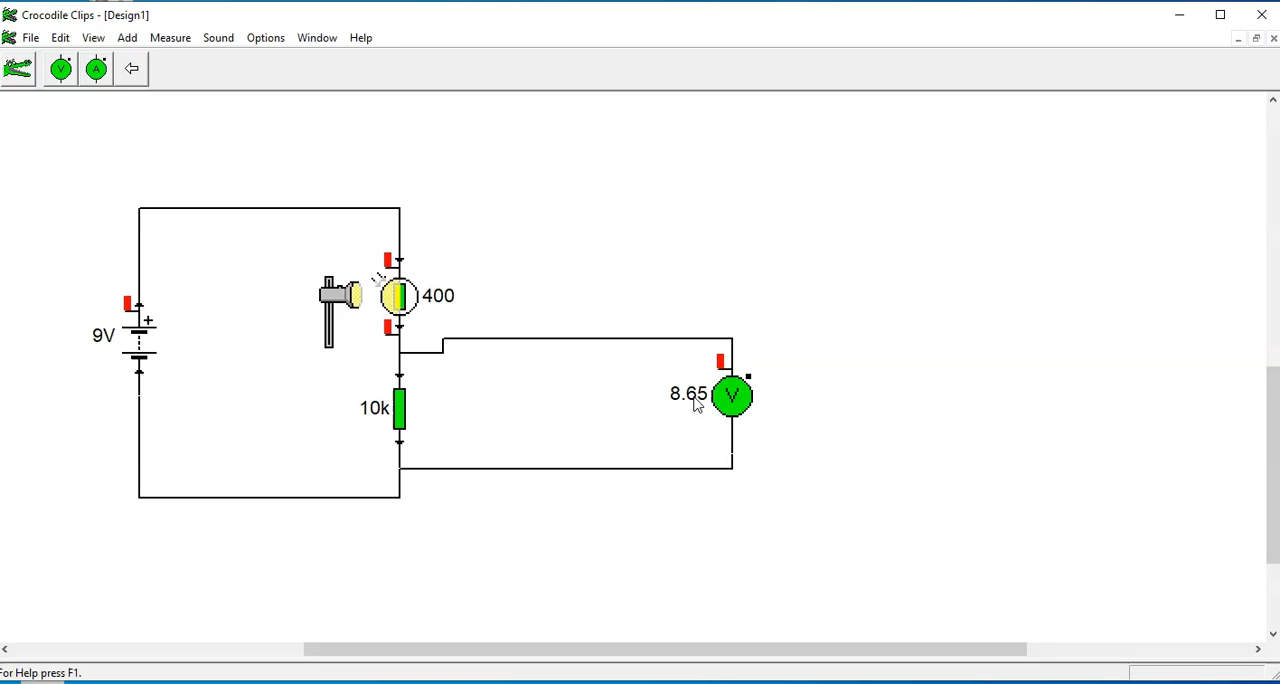 Crocodile Clips - [Design1]
File Edit View Add Measure Sound Options Window Help
V A
400
9V
+
8.65 V
10k
For Help press F1.